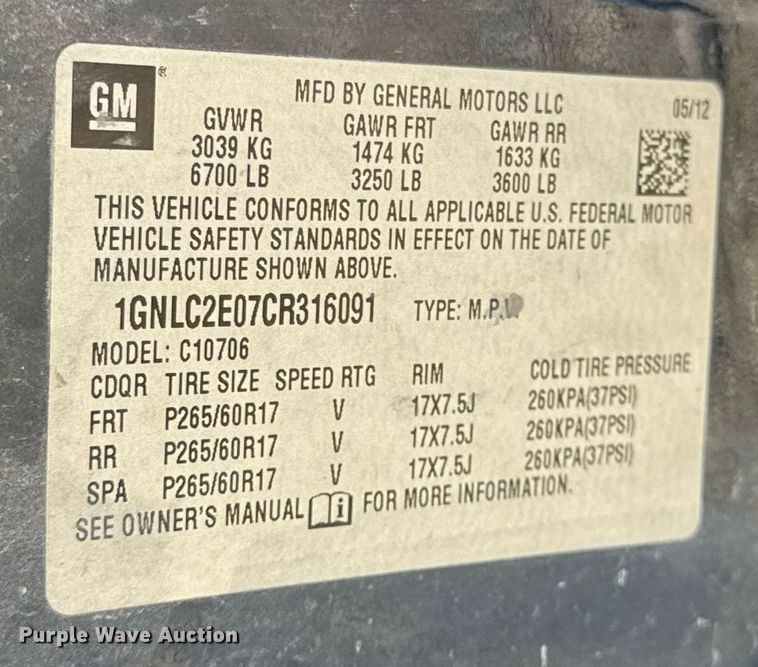 GM ®
MFD BY GENERAL MOTORS LLC 05/12
GVWR GAWR FRT GAWR RR
3039 KG 1474 KG 1633 KG
6700 LB 3250 LB 3600 LB
THIS VEHICLE CONFORMS TO ALL APPLICABLE U.S. FEDERAL MOTOR
VEHICLE SAFETY STANDARDS IN EFFECT ON THE DATE OF
MANUFACTURE SHOWN ABOVE.
1GNLC2E07CR316091 TYPE: M.P.V.
MODEL: C10706
CDQR TIRE SIZE SPEED RTG RIM COLD TIRE PRESSURE
FRT P265/60R17 V 17X7.5J 260KPA(37PSI)
RR P265/60R17 V 17X7.5J 260KPA(37PSI)
SPA P265/60R17 V 17X7.5J 260KPA(37PSI)
SEE OWNER'S MANUAL i FOR MORE INFORMATION.
Purple Wave Auction